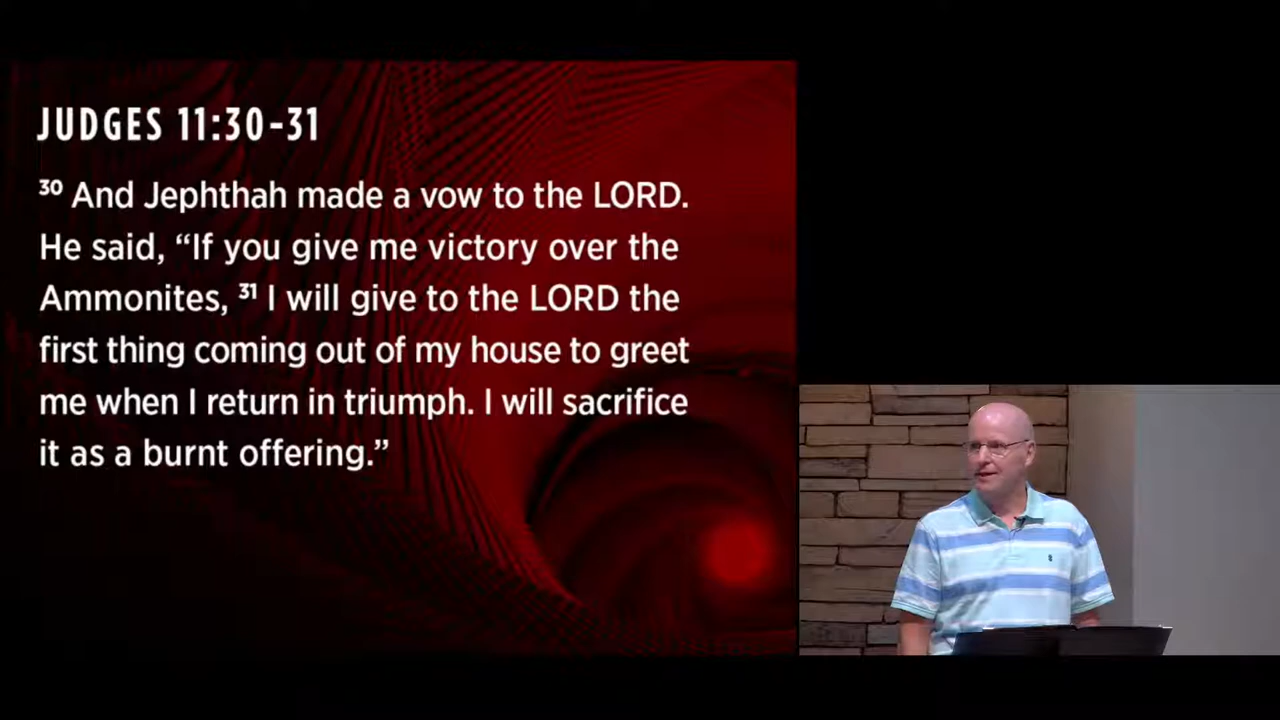 JUDGES 11:30-31
30 And Jephthah made a vow to the LORD.
He said, “If you give me victory over the
Ammonites, 31 I will give to the LORD the
first thing coming out of my house to greet
me when I return in triumph. I will sacrifice
it as a burnt offering.”